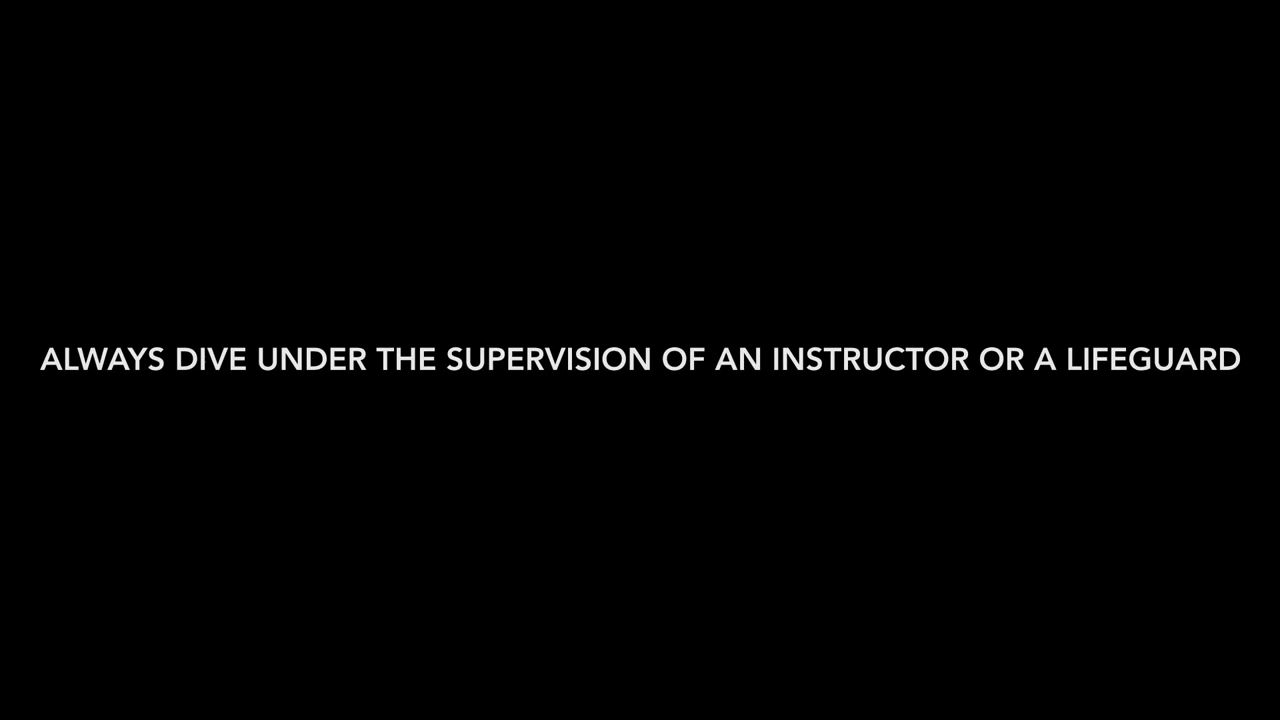 ALWAYS DIVE UNDER THE SUPERVISION OF AN INSTRUCTOR OR A LIFEGUARD